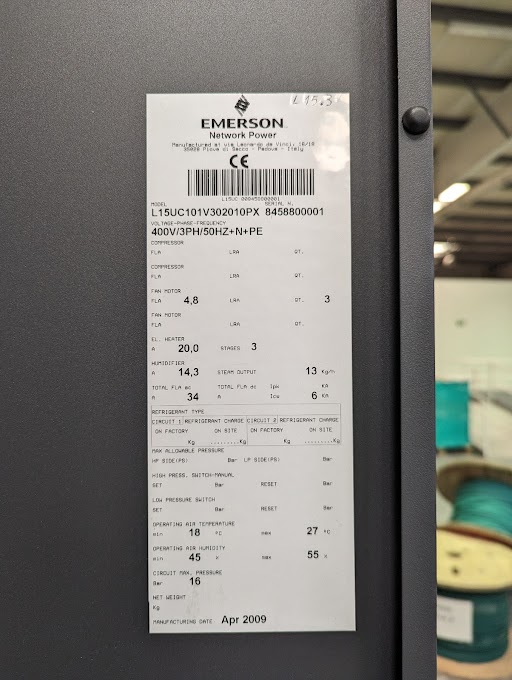 L15.3
EMERSON
Network Power
Manufactured at via Leonardo da Vinci, 16/18
35028 Piove di Sacco - Padova - Italy
CE
MODEL SERIAL N.
L15UC101V302010PX 8458800001
VOLTAGE-PHASE-FREQUENCY
400V/3PH/50HZ+N+PE
COMPRESSOR
FLA LRA QT.
COMPRESSOR
FLA LRA QT.
FAN MOTOR
FLA 4,8 LRA QT. 3
FAN MOTOR
FLA LRA QT.
EL. HEATER
A 20,0 STAGES 3
HUMIDIFIER
A 14,3 STEAM OUTPUT 13 Kg/h
TOTAL FLA ac TOTAL FLA dc Ipk KA
A 34 A Icu 6 KA
REFRIGERANT TYPE
CIRCUIT 1 REFRIGERANT CHARGE CIRCUIT 2 REFRIGERANT CHARGE
ON FACTORY ON SITE ON FACTORY ON SITE
Kg .........Kg Kg .........Kg
MAX ALLOWABLE PRESSURE
HP SIDE(PS) Bar LP SIDE(PS) Bar
HIGH PRESS. SWITCH-MANUAL
SET Bar RESET Bar
LOW PRESSURE SWITCH
SET Bar RESET Bar
OPERATING AIR TEMPERATURE
min 18 ºC max 27 ºC
OPERATING AIR HUMIDITY
min 45 % max 55 %
CIRCUIT MAX. PRESSURE
Bar 16
NET WEIGHT
Kg
MANUFACTURING DATE Apr 2009